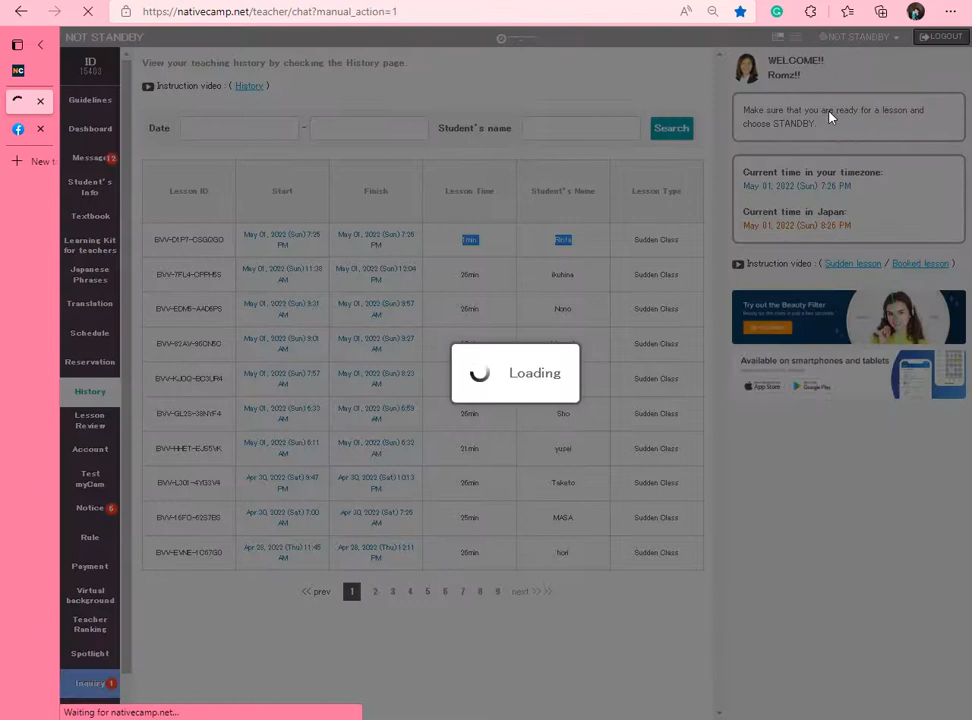 https://nativecamp.net/teacher/chat?manual_action=1
NOT STANDBY
NOT STANDBY
LOGOUT
NC
New t
ID
15403
Guidelines
Dashboard
Message 12
Student's
Info
Textbook
Learning Kit
for teachers
Japanese
Phrases
Translation
Schedule
Reservation
History
Lesson
Review
Account
Test
myCam
Notice 6
Rule
Payment
Virtual
background
Teacher
Ranking
Spotlight
Inquiry 1
View your teaching history by checking the History page.
Instruction video: ( History )
Date - Student's name Search
Lesson ID Start Finish Lesson Time Student's Name Lesson Type
May 01, 2022 (Sun) 7:25 PM May 01, 2022 (Sun) 7:25 PM 1min Sudden Class
May 01, 2022 (Sun) 11:38 AM May 01, 2022 (Sun) 12:04 PM 26min ikuhina Sudden Class
May 01, 2022 (Sun) 9:31 AM May 01, 2022 (Sun) 9:57 AM 26min Nono Sudden Class
May 01, 2022 (Sun) 9:01 AM May 01, 2022 (Sun) 9:27 AM Sudden Class
May 01, 2022 (Sun) 7:57 AM May 01, 2022 (Sun) 8:23 AM Sudden Class
May 01, 2022 (Sun) 6:33 AM May 01, 2022 (Sun) 6:59 AM 26min Sho Sudden Class
May 01, 2022 (Sun) 6:11 AM May 01, 2022 (Sun) 6:32 AM 21min yusei Sudden Class
Apr 30, 2022 (Sat) 9:47 PM Apr 30, 2022 (Sat) 10:13 PM 26min Taketo Sudden Class
Apr 30, 2022 (Sat) 7:00 AM Apr 30, 2022 (Sat) 7:25 AM 25min MASA Sudden Class
Apr 28, 2022 (Thu) 11:45 AM Apr 28, 2022 (Thu) 12:11 PM 26min hori Sudden Class
Loading
<< prev 1 2 3 4 5 6 7 8 9 next >>
WELCOME!!
Romz!!
Make sure that you are ready for a lesson and
choose STANDBY.
Current time in your timezone:
May 01, 2022 (Sun) 7:26 PM
Current time in Japan:
May 01, 2022 (Sun) 8:26 PM
Instruction video: ( Sudden lesson / Booked lesson )
Try out the Beauty Filter
Available on smartphones and tablets
App Store Google Play
Waiting for nativecamp.net...